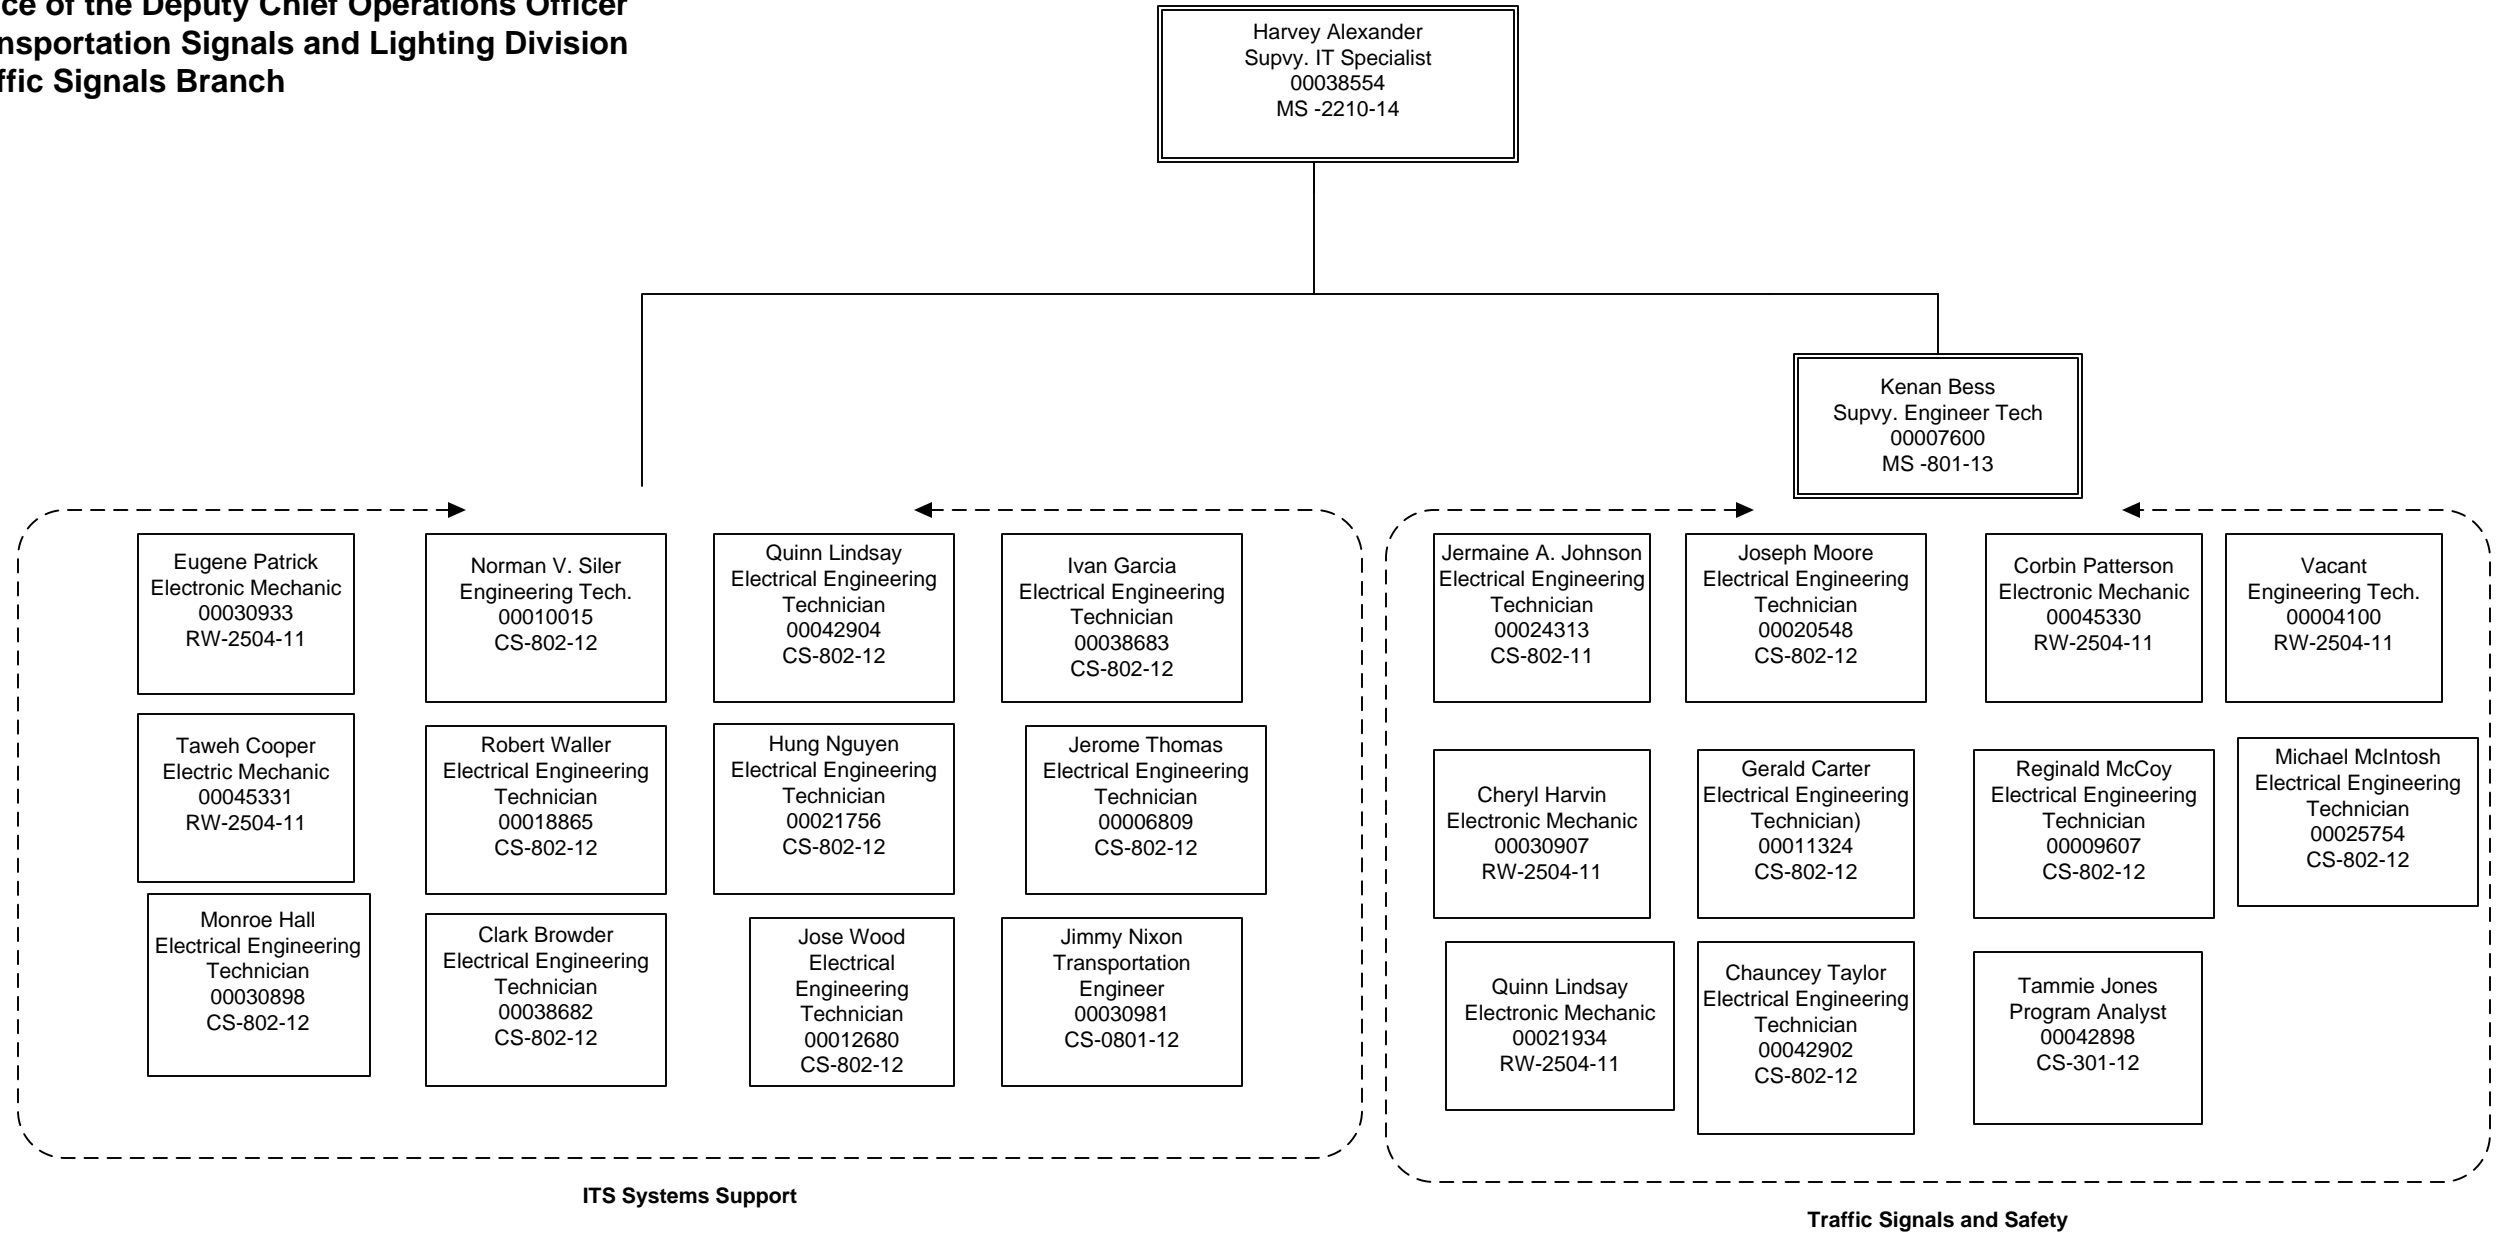 ce of the Deputy Chief Operations Officer
nsportation Signals and Lighting Division
ffic Signals Branch
Harvey Alexander
Supvy. IT Specialist
00038554
MS -2210-14
Kenan Bess
Supvy. Engineer Tech
00007600
MS -801-13
Eugene Patrick
Electronic Mechanic
00030933
RW-2504-11
Norman V. Siler
Engineering Tech.
00010015
CS-802-12
Quinn Lindsay
Electrical Engineering
Technician
00042904
CS-802-12
Ivan Garcia
Electrical Engineering
Technician
00038683
CS-802-12
Taweh Cooper
Electric Mechanic
00045331
RW-2504-11
Robert Waller
Electrical Engineering
Technician
00018865
CS-802-12
Hung Nguyen
Electrical Engineering
Technician
00021756
CS-802-12
Jerome Thomas
Electrical Engineering
Technician
00006809
CS-802-12
Monroe Hall
Electrical Engineering
Technician
00030898
CS-802-12
Clark Browder
Electrical Engineering
Technician
00038682
CS-802-12
Jose Wood
Electrical
Engineering
Technician
00012680
CS-802-12
Jimmy Nixon
Transportation
Engineer
00030981
CS-0801-12
ITS Systems Support
Jermaine A. Johnson
Electrical Engineering
Technician
00024313
CS-802-11
Joseph Moore
Electrical Engineering
Technician
00020548
CS-802-12
Corbin Patterson
Electronic Mechanic
00045330
RW-2504-11
Vacant
Engineering Tech.
00004100
RW-2504-11
Cheryl Harvin
Electronic Mechanic
00030907
RW-2504-11
Gerald Carter
Electrical Engineering
Technician)
00011324
CS-802-12
Reginald McCoy
Electrical Engineering
Technician
00009607
CS-802-12
Michael McIntosh
Electrical Engineering
Technician
00025754
CS-802-12
Quinn Lindsay
Electronic Mechanic
00021934
RW-2504-11
Chauncey Taylor
Electrical Engineering
Technician
00042902
CS-802-12
Tammie Jones
Program Analyst
00042898
CS-301-12
Traffic Signals and Safety